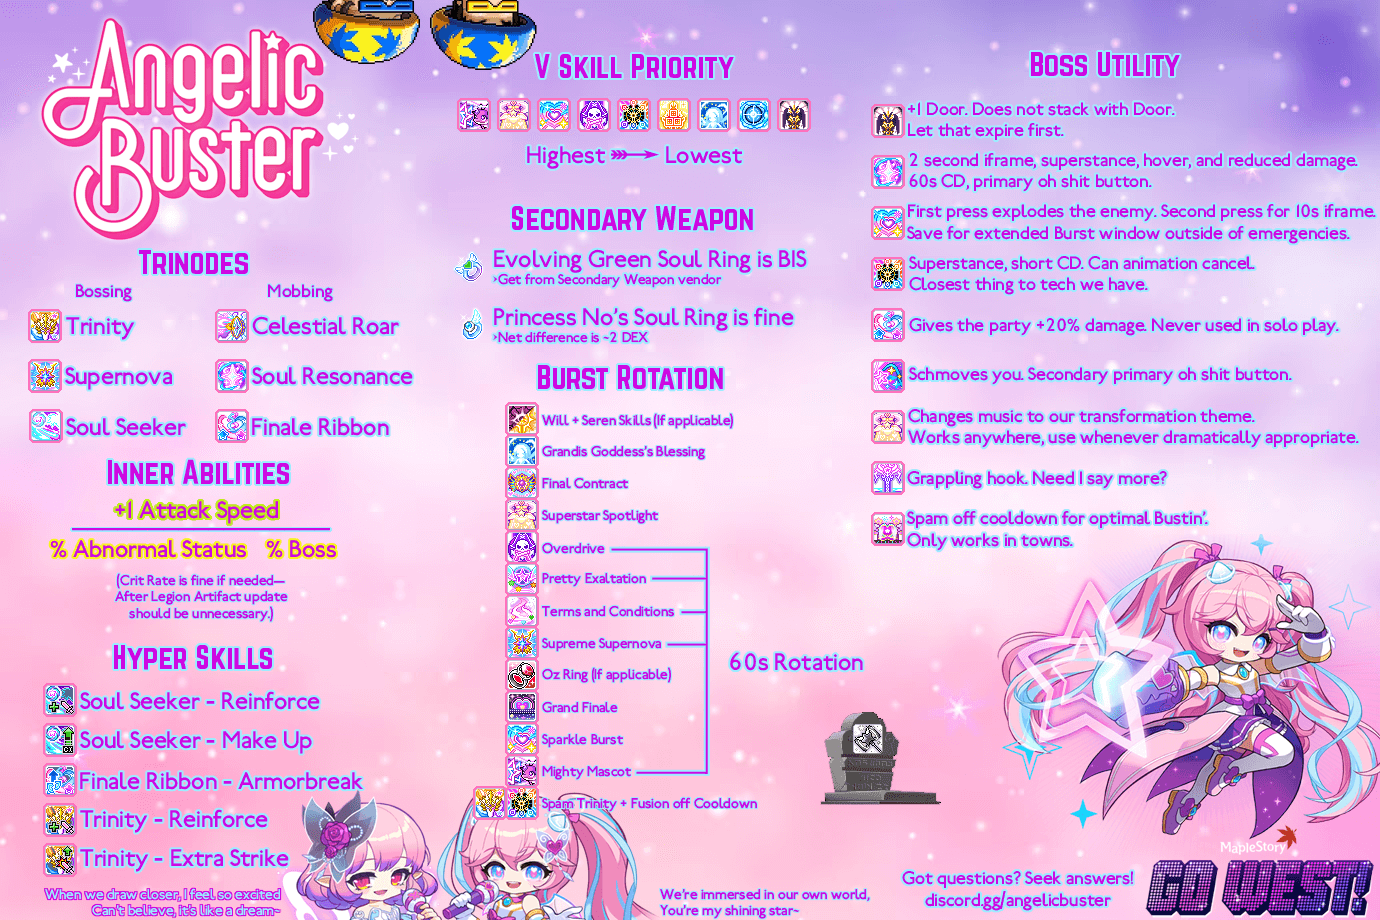 Angelic
Buster
TRINODES
Bossing
Mobbing
Trinity
Celestial Roar
Supernova
Soul Resonance
Soul Seeker
Finale Ribbon
INNER ABILITIES
+1 Attack Speed
% Abnormal Status % Boss
(Crit Rate is fine if needed—
After Legion Artifact update
should be unnecessary.)
HYPER SKILLS
Soul Seeker - Reinforce
Soul Seeker - Make Up
Finale Ribbon - Armorbreak
Trinity - Reinforce
Trinity - Extra Strike
When we draw closer, I feel so excited
Can't believe, it's like a dream~
V SKILL PRIORITY
Highest Lowest
SECONDARY WEAPON
Evolving Green Soul Ring is BIS
>Get from Secondary Weapon vendor
Princess No's Soul Ring is fine
>Net difference is ~2 DEX
BURST ROTATION
Will + Seren Skills (If applicable)
Grandis Goddess's Blessing
Final Contract
Superstar Spotlight
Overdrive
Pretty Exaltation
Terms and Conditions
Supreme Supernova
Oz Ring (If applicable)
Grand Finale
Sparkle Burst
Mighty Mascot
Spam Trinity + Fusion off Cooldown
60s Rotation
We're immersed in our own world,
You're my shining star~
BOSS UTILITY
+1 Door. Does not stack with Door.
Let that expire first.
2 second iframe, superstance, hover, and reduced damage.
60s CD, primary oh shit button.
First press explodes the enemy. Second press for 10s iframe.
Save for extended Burst window outside of emergencies.
Superstance, short CD. Can animation cancel.
Closest thing to tech we have.
Gives the party +20% damage. Never used in solo play.
Schmoves you. Secondary primary oh shit button.
Changes music to our transformation theme.
Works anywhere, use whenever dramatically appropriate.
Grappling hook. Need I say more?
Spam off cooldown for optimal Bustin'.
Only works in towns.
Got questions? Seek answers!
discord.gg/angelicbuster
MapleStory
GO WEST!